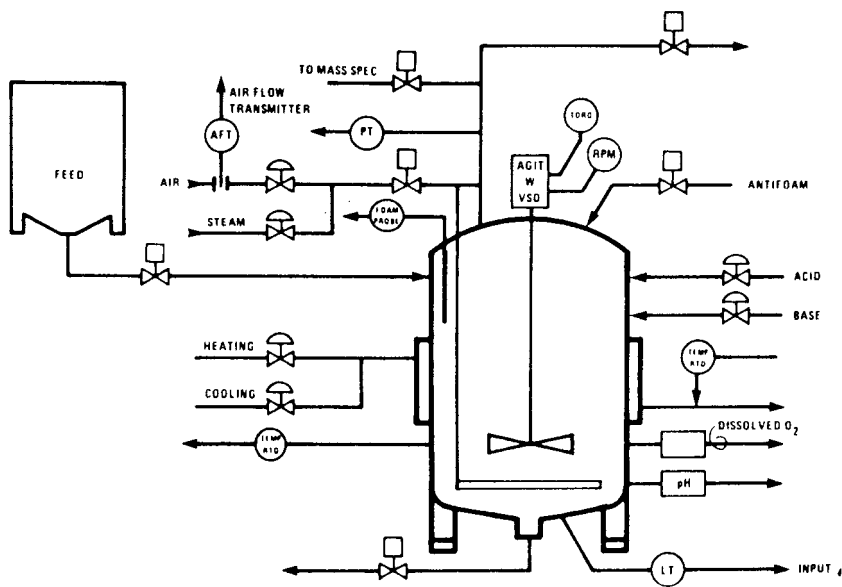 TO MASS SPEC
AIR FLOW
TRANSMITTER
AFT
PT
TORQ
RPM
AGIT
W
VSD
FEED
AIR
STEAM
FOAM
PROBE
ANTIFOAM
ACID
BASE
HEATING
COOLING
TEMP
RTD
TEMP
RTD
DISSOLVED O2
pH
LT
INPUT